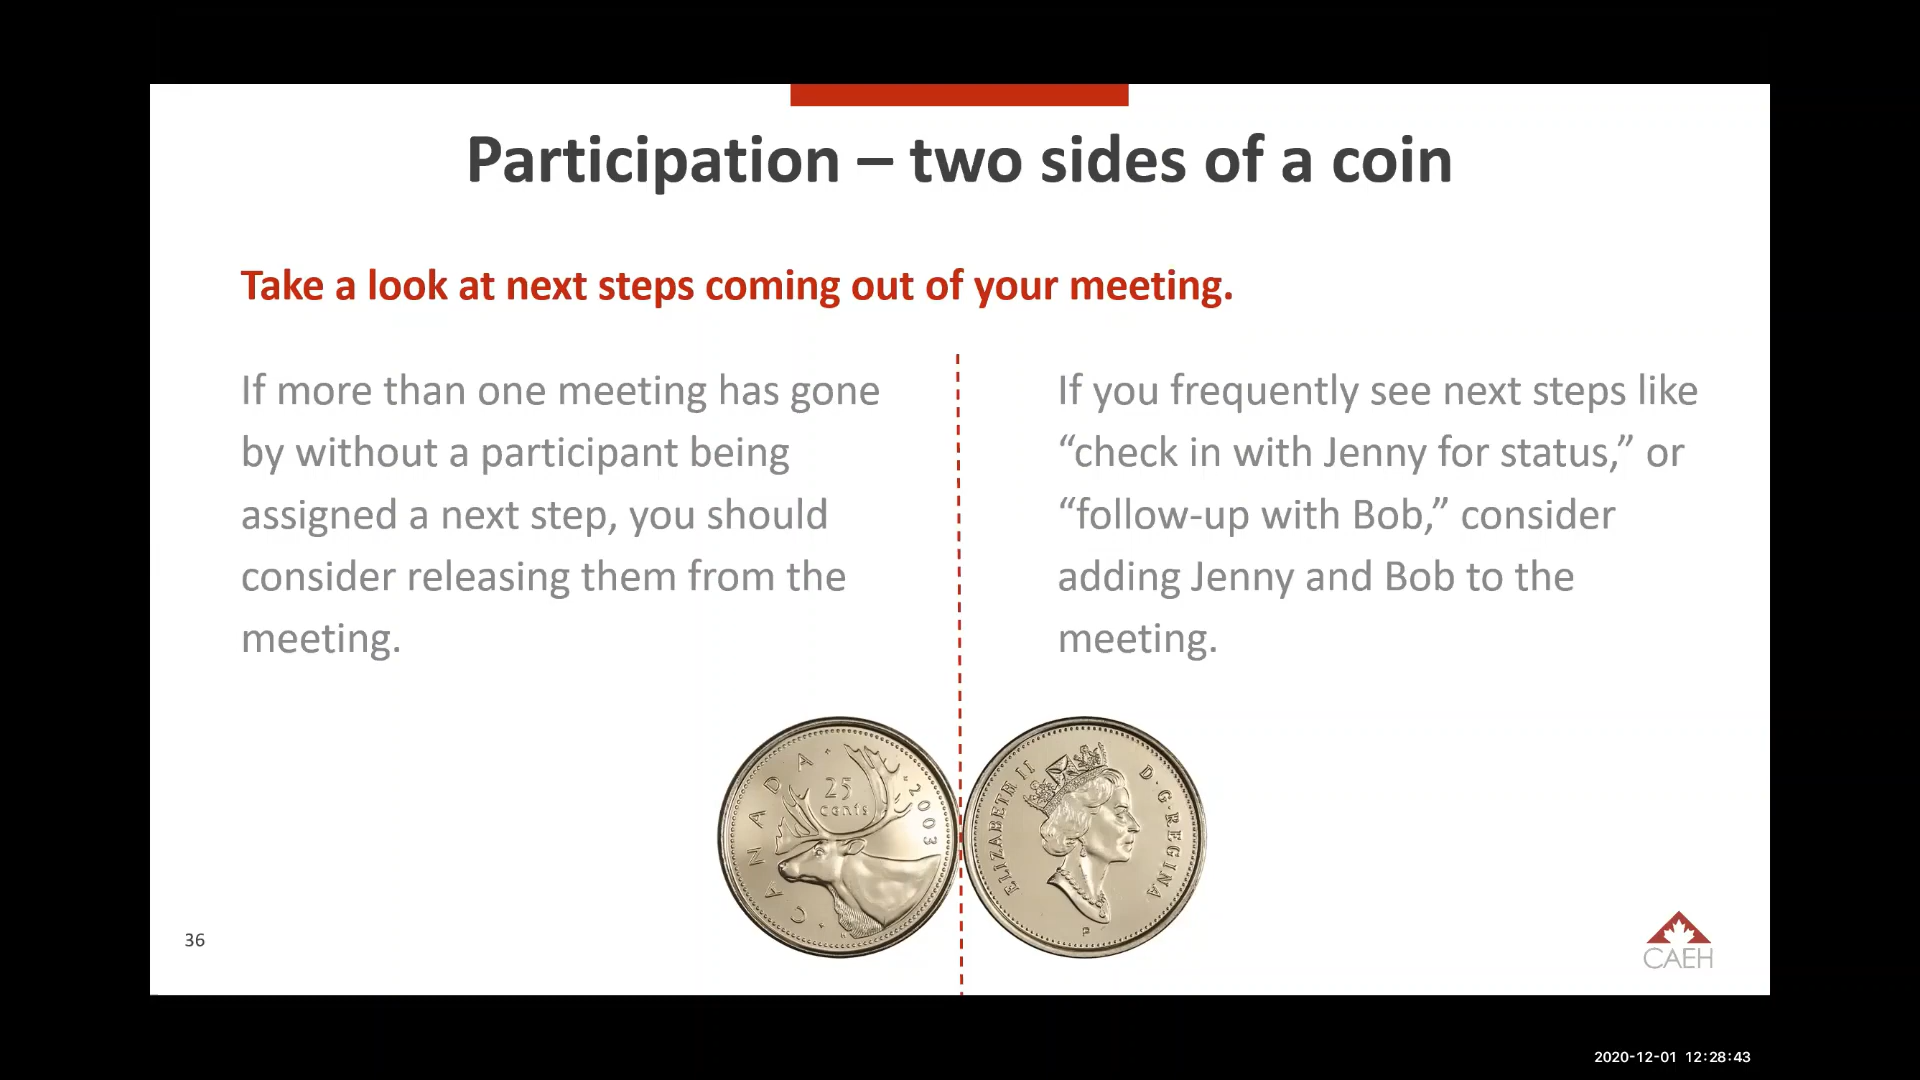 Participation – two sides of a coin
Take a look at next steps coming out of your meeting.
If more than one meeting has gone
by without a participant being
assigned a next step, you should
consider releasing them from the
meeting.
If you frequently see next steps like
“check in with Jenny for status,” or
“follow-up with Bob,” consider
adding Jenny and Bob to the
meeting.
CANADA 2003
25
cents
ELIZABETH II D·G·REGINA
P
36
CAEH
2020-12-01 12:28:43